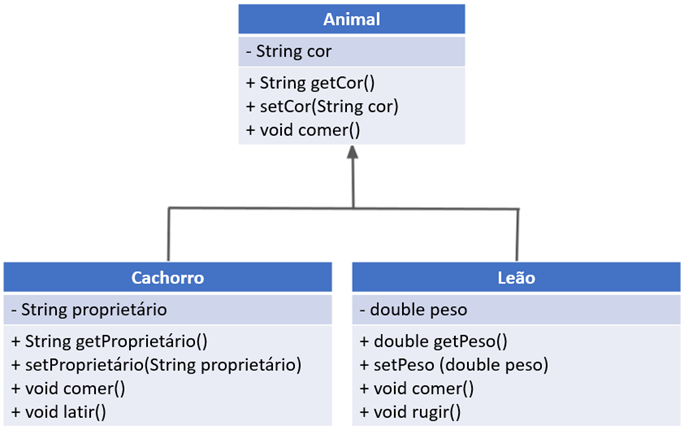 Animal
- String cor
+ String getCor()
+ setCor(String cor)
+ void comer()
Cachorro
- String proprietário
+ String getProprietário()
+ setProprietário(String proprietário)
+ void comer()
+ void latir()
Leão
- double peso
+ double getPeso()
+ setPeso (double peso)
+ void comer()
+ void rugir()